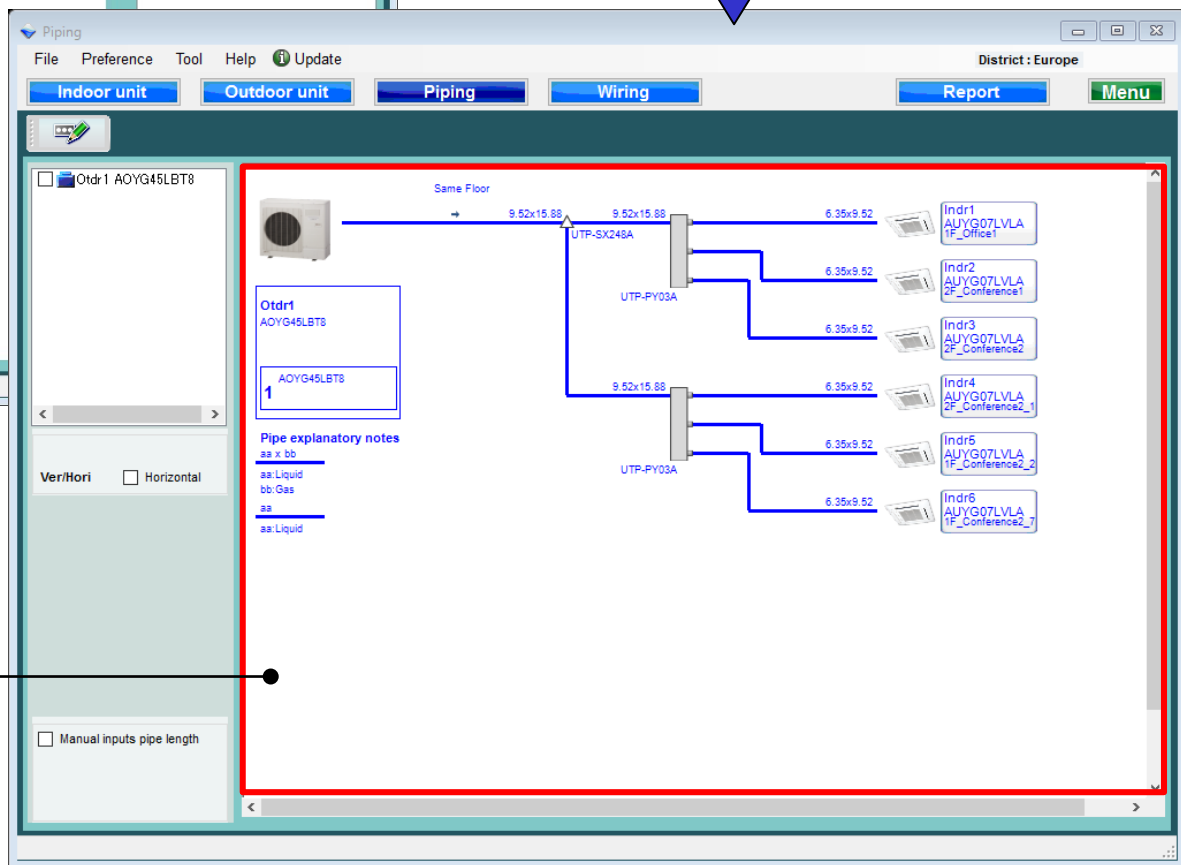 Piping
File Preference Tool Help Update
District : Europe
Indoor unit Outdoor unit Piping Wiring Report Menu
Otdr1 AOYG45LBT8
Ver/Hori Horizontal
Manual inputs pipe length
Same Floor
9.52x15.88
9.52x15.88
UTP-SX248A
UTP-PY03A
6.35x9.52
Indr1
AUYG07LVLA
1F_Office1
6.35x9.52
Indr2
AUYG07LVLA
2F_Conference1
6.35x9.52
Indr3
AUYG07LVLA
2F_Conference2
9.52x15.88
UTP-PY03A
6.35x9.52
Indr4
AUYG07LVLA
2F_Conference2_1
6.35x9.52
Indr5
AUYG07LVLA
1F_Conference2_2
6.35x9.52
Indr6
AUYG07LVLA
1F_Conference2_7
Otdr1
AOYG45LBT8
AOYG45LBT8
1
Pipe explanatory notes
aa x bb
aa:Liquid
bb:Gas
aa
aa:Liquid